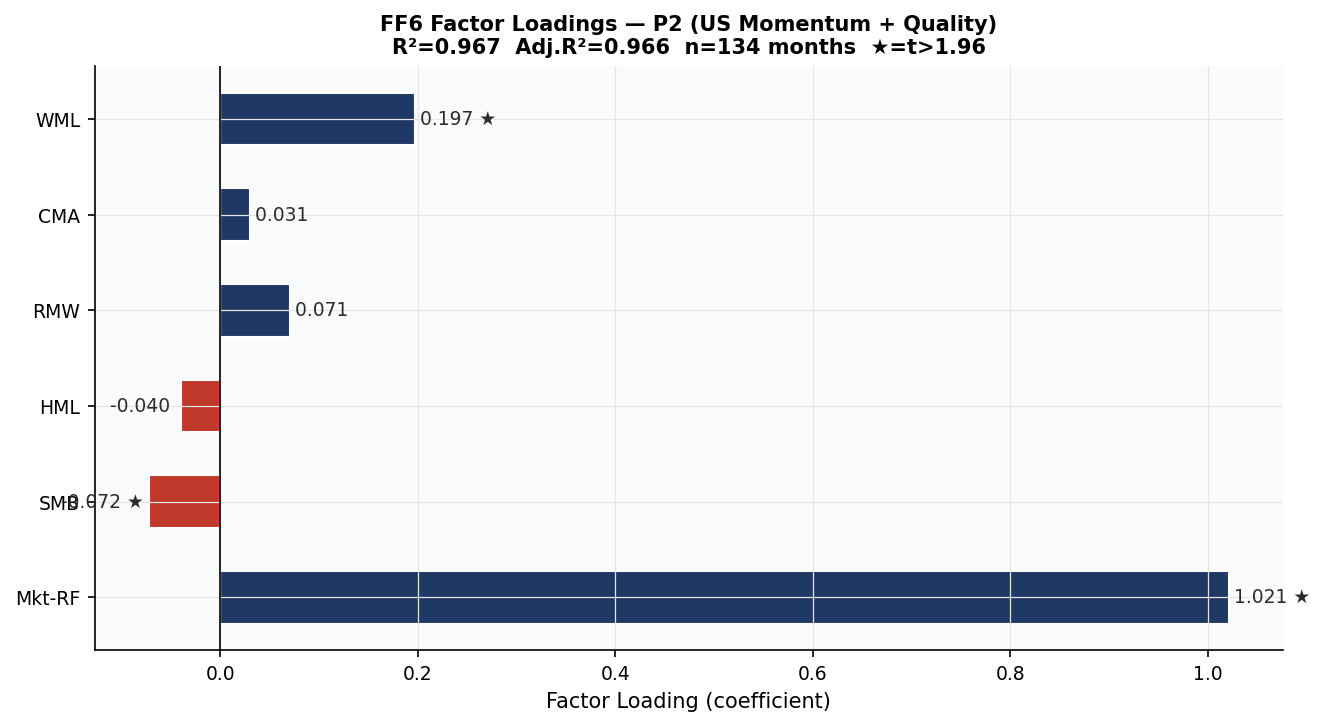 FF6 Factor Loadings — P2 (US Momentum + Quality)
R²=0.967 Adj.R²=0.966 n=134 months ★=t>1.96
WML 0.197 ★
CMA 0.031
RMW 0.071
HML -0.040
SMB -0.072 ★
Mkt-RF 1.021 ★
0.0 0.2 0.4 0.6 0.8 1.0
Factor Loading (coefficient)